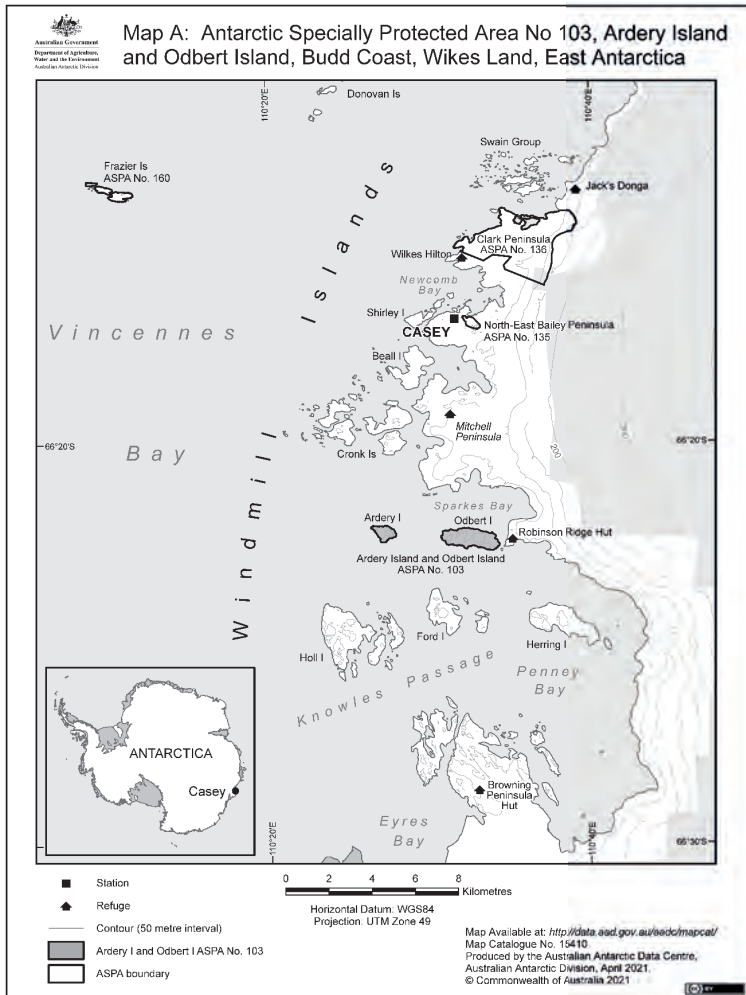 Australian Government
Department of Agriculture,
Water and the Environment
Australian Antarctic Division
Map A: Antarctic Specially Protected Area No 103, Ardery Island
and Odbert Island, Budd Coast, Wikes Land, East Antarctica
110°20'E
110°40'E
Donovan Is
Swain Group
Frazier Is
ASPA No. 160
Jack's Donga
Clark Peninsula
ASPA No. 136
Wilkes Hilton
Newcomb
Bay
Shirley I
CASEY
North-East Bailey Peninsula
ASPA No. 135
Vincennes
Bay
Windmill Islands
Beall I
Mitchell
Peninsula
200
66°20'S
66°20'S
Cronk Is
Sparkes Bay
Ardery I
Odbert I
Robinson Ridge Hut
Ardery Island and Odbert Island
ASPA No. 103
Ford I
Holl I
Herring I
Knowles Passage
Penney
Bay
ANTARCTICA
Casey
Browning
Peninsula
Hut
Eyres
Bay
110°20'E
110°40'E
66°30'S
Station
Refuge
Contour (50 metre interval)
Ardery I and Odbert I ASPA No. 103
ASPA boundary
0 2 4 6 8
Kilometres
Horizontal Datum: WGS84
Projection: UTM Zone 49
Map Available at: http://data.aad.gov.au/aadc/mapcat/
Map Catalogue No. 15410
Produced by the Australian Antarctic Data Centre,
Australian Antarctic Division, April 2021.
© Commonwealth of Australia 2021
(cc) BY